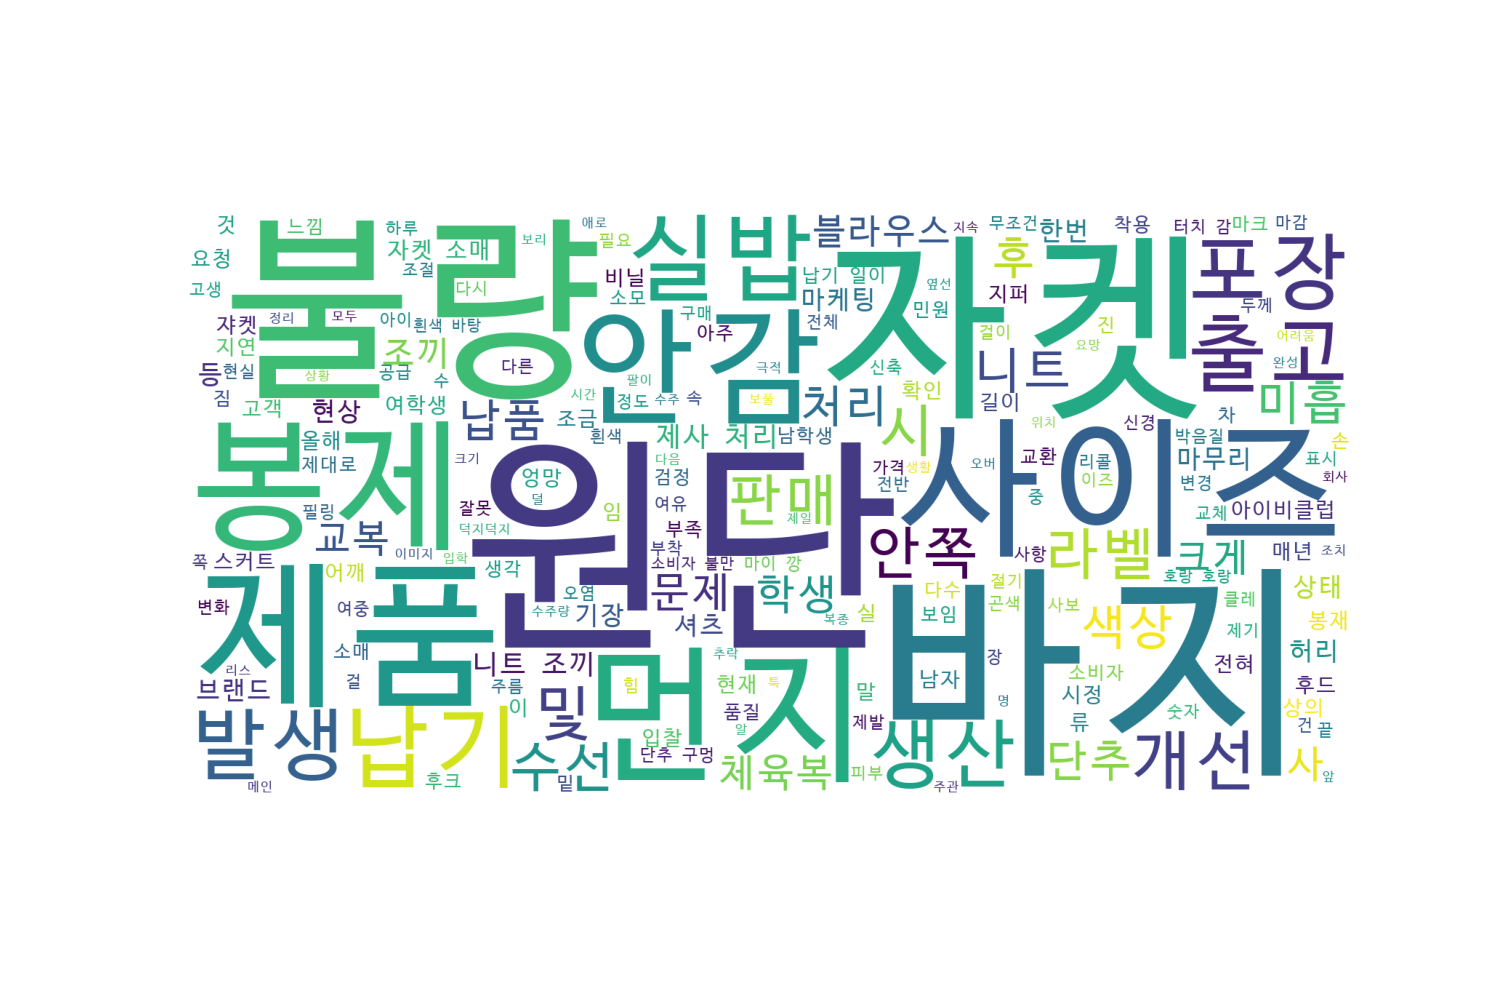 것
느낌
하루
애로
불량
실밥
블라우스
지속
무조건
한번
착용
터치 감
마크
마감
요청
자켓 소매
보리
필요
자켓
후
포장
조절
다시
비닐
납기 일이
옆선
고생
소모
마케팅
민원
지퍼
두께
쟈켓
정리
모두
아이
흰색 바탕
구매
전체
안감
아주
걸이
진
출고
어려움
지연
조끼
다른
니트
요망
등
현실
상황
공급
수
극적
신축
완성
짐
여학생
팔이
시간
정도
수주
속
보풀
처리
확인
길이
미흡
고객
현상
납품
조금
시
위치
신경
차
올해
흰색
제사 처리
남학생
사이즈
박음질
손
봉제
제대로
크기
원단
다음
검정
가격
생활
오버
교환
리콜
마무리
표시
엉망
판매
전반
이즈
변경
회사
필링
잘못
덜
임
여유
제일
중
교체
아이비클럽
교복
덕지덕지
부족
안쪽
라벨
쪽
스커트
이미지
입학
부착
사항
크게
매년
조치
제품
어깨
생각
소비자 불만
마이
깡
호랑 호랑
변화
여중
오염
문제
학생
다수
절기
상태
수주량
기장
복종
실
보임
곤색
사보
클레
셔츠
색상
제기
봉재
소매
니트 조끼
먼지
추락
바지
장
허리
리스
걸
주름
힘
현재
특
남자
소비자
전혀
브랜드
이
및
품질
말
명
시정
숫자
후드
상의
발생
납기
입찰
알
제발
류
건
끝
수선
단추 구멍
생산
단추
개선
사
메인
후크
밑
체육복
피부
주관
앞